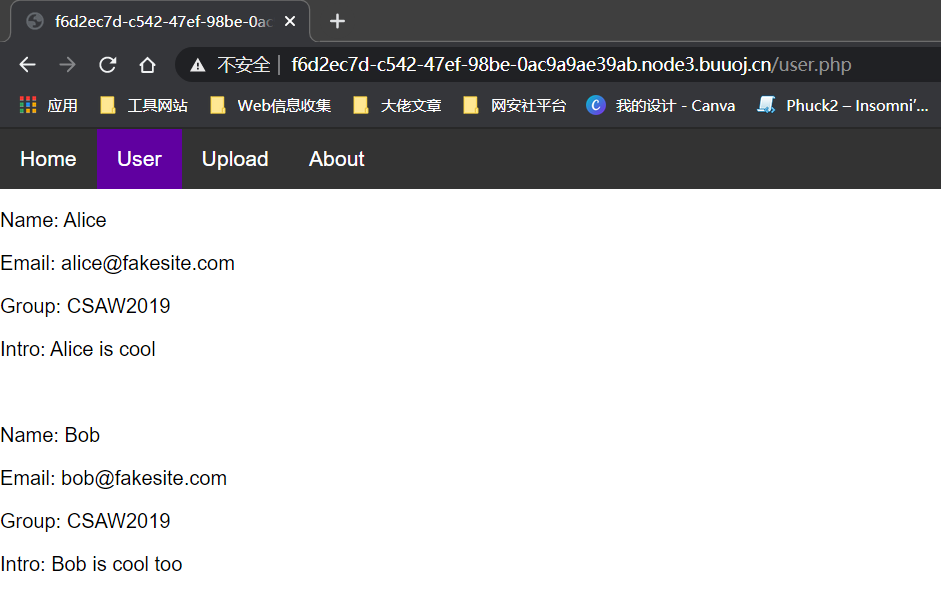 f6d2ec7d-c542-47ef-98be-0ac
不安全 | f6d2ec7d-c542-47ef-98be-0ac9a9ae39ab.node3.buuoj.cn/user.php
应用 工具网站 Web信息收集 大佬文章 网安社平台 C 我的设计 - Canva Phuck2 – Insomni’...
Home User Upload About
Name: Alice
Email: alice@fakesite.com
Group: CSAW2019
Intro: Alice is cool
Name: Bob
Email: bob@fakesite.com
Group: CSAW2019
Intro: Bob is cool too